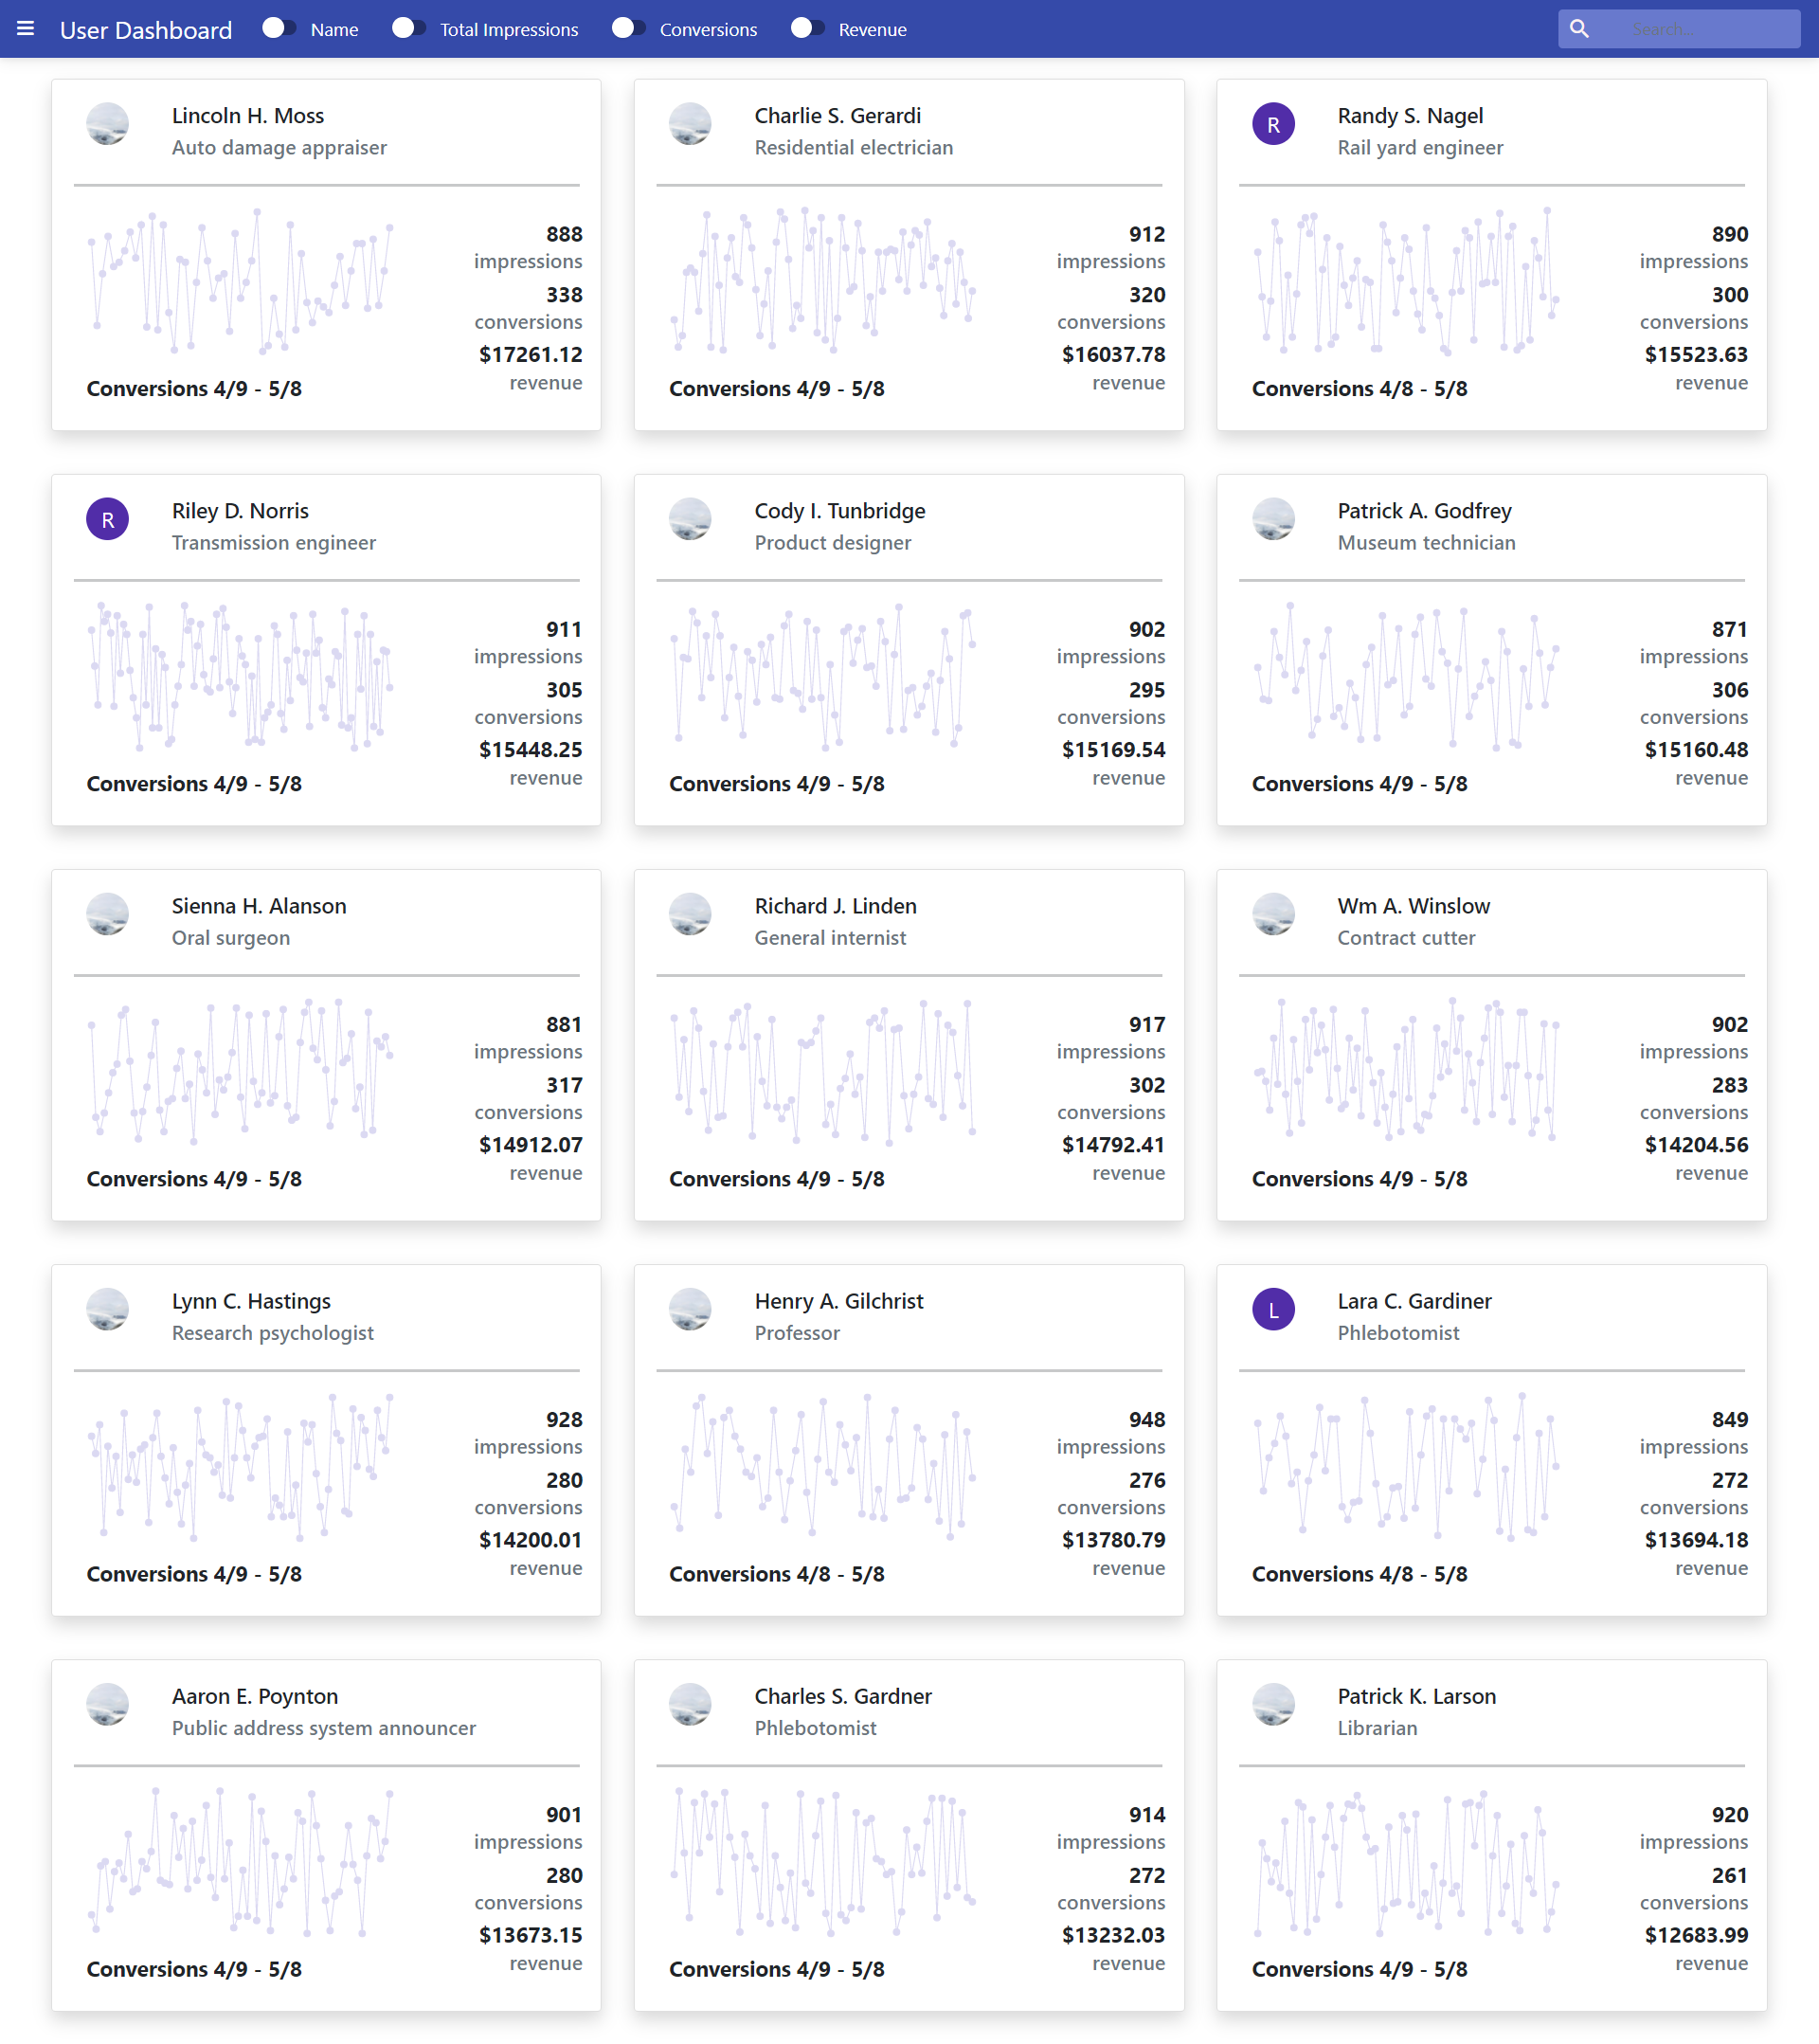 User Dashboard Name Total Impressions Conversions Revenue Search...
Lincoln H. Moss
Auto damage appraiser
888
impressions
338
conversions
$17261.12
revenue
Conversions 4/9 - 5/8
Charlie S. Gerardi
Residential electrician
912
impressions
320
conversions
$16037.78
revenue
Conversions 4/9 - 5/8
R
Randy S. Nagel
Rail yard engineer
890
impressions
300
conversions
$15523.63
revenue
Conversions 4/8 - 5/8
R
Riley D. Norris
Transmission engineer
911
impressions
305
conversions
$15448.25
revenue
Conversions 4/9 - 5/8
Cody I. Tunbridge
Product designer
902
impressions
295
conversions
$15169.54
revenue
Conversions 4/9 - 5/8
Patrick A. Godfrey
Museum technician
871
impressions
306
conversions
$15160.48
revenue
Conversions 4/9 - 5/8
Sienna H. Alanson
Oral surgeon
881
impressions
317
conversions
$14912.07
revenue
Conversions 4/9 - 5/8
Richard J. Linden
General internist
917
impressions
302
conversions
$14792.41
revenue
Conversions 4/9 - 5/8
Wm A. Winslow
Contract cutter
902
impressions
283
conversions
$14204.56
revenue
Conversions 4/9 - 5/8
Lynn C. Hastings
Research psychologist
928
impressions
280
conversions
$14200.01
revenue
Conversions 4/9 - 5/8
Henry A. Gilchrist
Professor
948
impressions
276
conversions
$13780.79
revenue
Conversions 4/8 - 5/8
L
Lara C. Gardiner
Phlebotomist
849
impressions
272
conversions
$13694.18
revenue
Conversions 4/8 - 5/8
Aaron E. Poynton
Public address system announcer
901
impressions
280
conversions
$13673.15
revenue
Conversions 4/9 - 5/8
Charles S. Gardner
Phlebotomist
914
impressions
272
conversions
$13232.03
revenue
Conversions 4/9 - 5/8
Patrick K. Larson
Librarian
920
impressions
261
conversions
$12683.99
revenue
Conversions 4/9 - 5/8